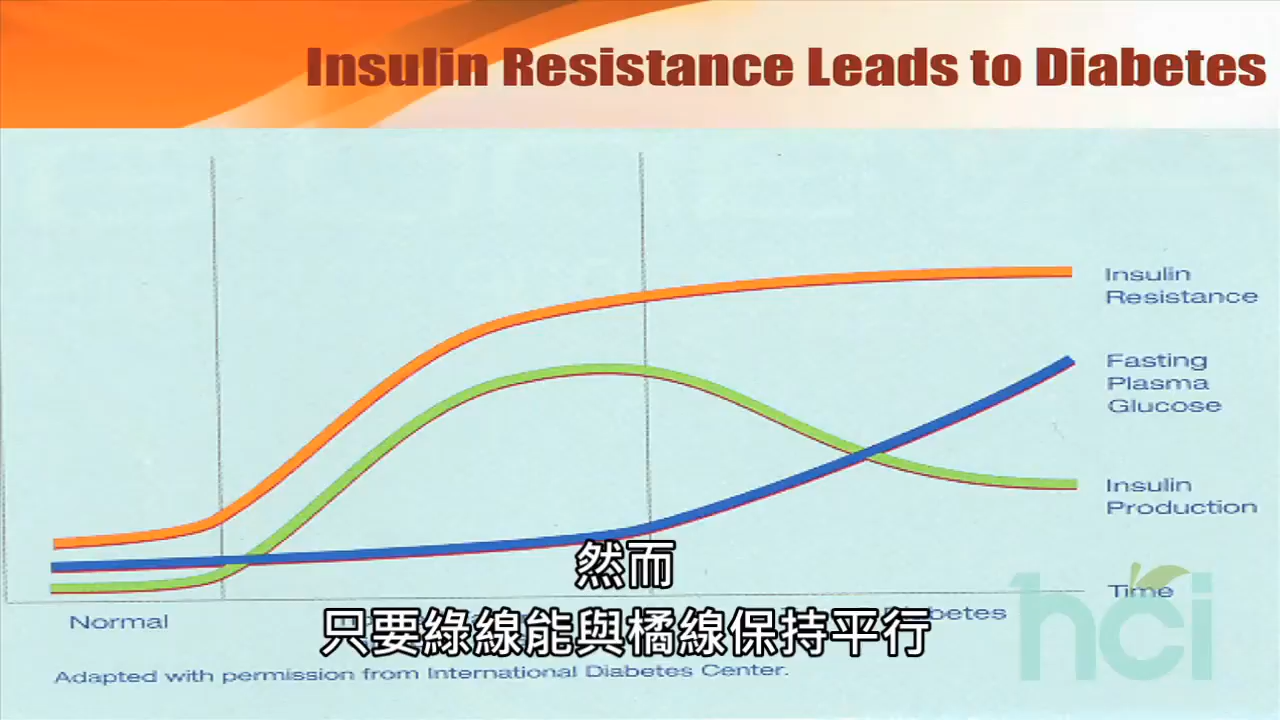 Insulin Resistance Leads to Diabetes
Insulin
Resistance
Fasting
Plasma
Glucose
Insulin
Production
Time
Normal
Diabetes
然而
只要綠線能與橘線保持平行
Adapted with permission from International Diabetes Center.
hci